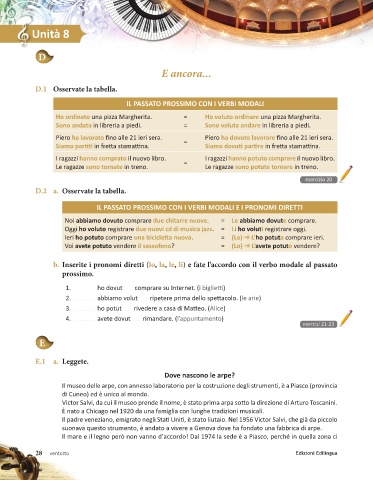 Unità 8
D
E ancora...
D.1 Osservate la tabella.
IL PASSATO PROSSIMO CON I VERBI MODALI
Ho ordinato una pizza Margherita. = Ho voluto ordinare una pizza Margherita.
Sono andata in libreria a piedi. = Sono voluta andare in libreria a piedi.
Piero ha lavorato fino alle 21 ieri sera. = Piero ha dovuto lavorare fino alle 21 ieri sera.
Siamo partiti in fretta stamattina. Siamo dovuti partire in fretta stamattina.
I ragazzi hanno comprato il nuovo libro. = I ragazzi hanno potuto comprare il nuovo libro.
Le ragazze sono tornate in treno. Le ragazze sono potute tornare in treno.
esercizio 20
D.2 a. Osservate la tabella.
IL PASSATO PROSSIMO CON I VERBI MODALI E I PRONOMI DIRETTI
Noi abbiamo dovuto comprare due chitarre nuove. = Le abbiamo dovute comprare.
Oggi ho voluto registrare due nuovi cd di musica jazz. = Li ho voluti registrare oggi.
Ieri ho potuto comprare una bicicletta nuova. = (La) → L'ho potuta comprare ieri.
Voi avete potuto vendere il sassofono? = (Lo) → L'avete potuto vendere?
b. Inserite i pronomi diretti (lo, la, le, li) e fate l'accordo con il verbo modale al passato
prossimo.
1. ........ ho dovut..... comprare su Internet. (i biglietti)
2. ........ abbiamo volut..... ripetere prima dello spettacolo. (le arie)
3. ........ ho potut..... rivedere a casa di Matteo. (Alice)
4. ........ avete dovut..... rimandare. (l'appuntamento)
esercizi 21-23
E
E.1 a. Leggete.
Dove nascono le arpe?
Il museo delle arpe, con annesso laboratorio per la costruzione degli strumenti, è a Piasco (provincia
di Cuneo) ed è unico al mondo.
Victor Salvi, da cui il museo prende il nome, è stato prima arpa sotto la direzione di Arturo Toscanini.
È nato a Chicago nel 1920 da una famiglia con lunghe tradizioni musicali.
Il padre veneziano, emigrato negli Stati Uniti, è stato liutaio. Nel 1956 Victor Salvi, che già da piccolo
suonava questo strumento, è andato a vivere a Genova dove ha fondato una fabbrica di arpe.
Il mare e il legno però non vanno d'accordo! Dal 1974 la sede è a Piasco, perché in quella zona ci
28 ventotto
Edizioni Edilingua